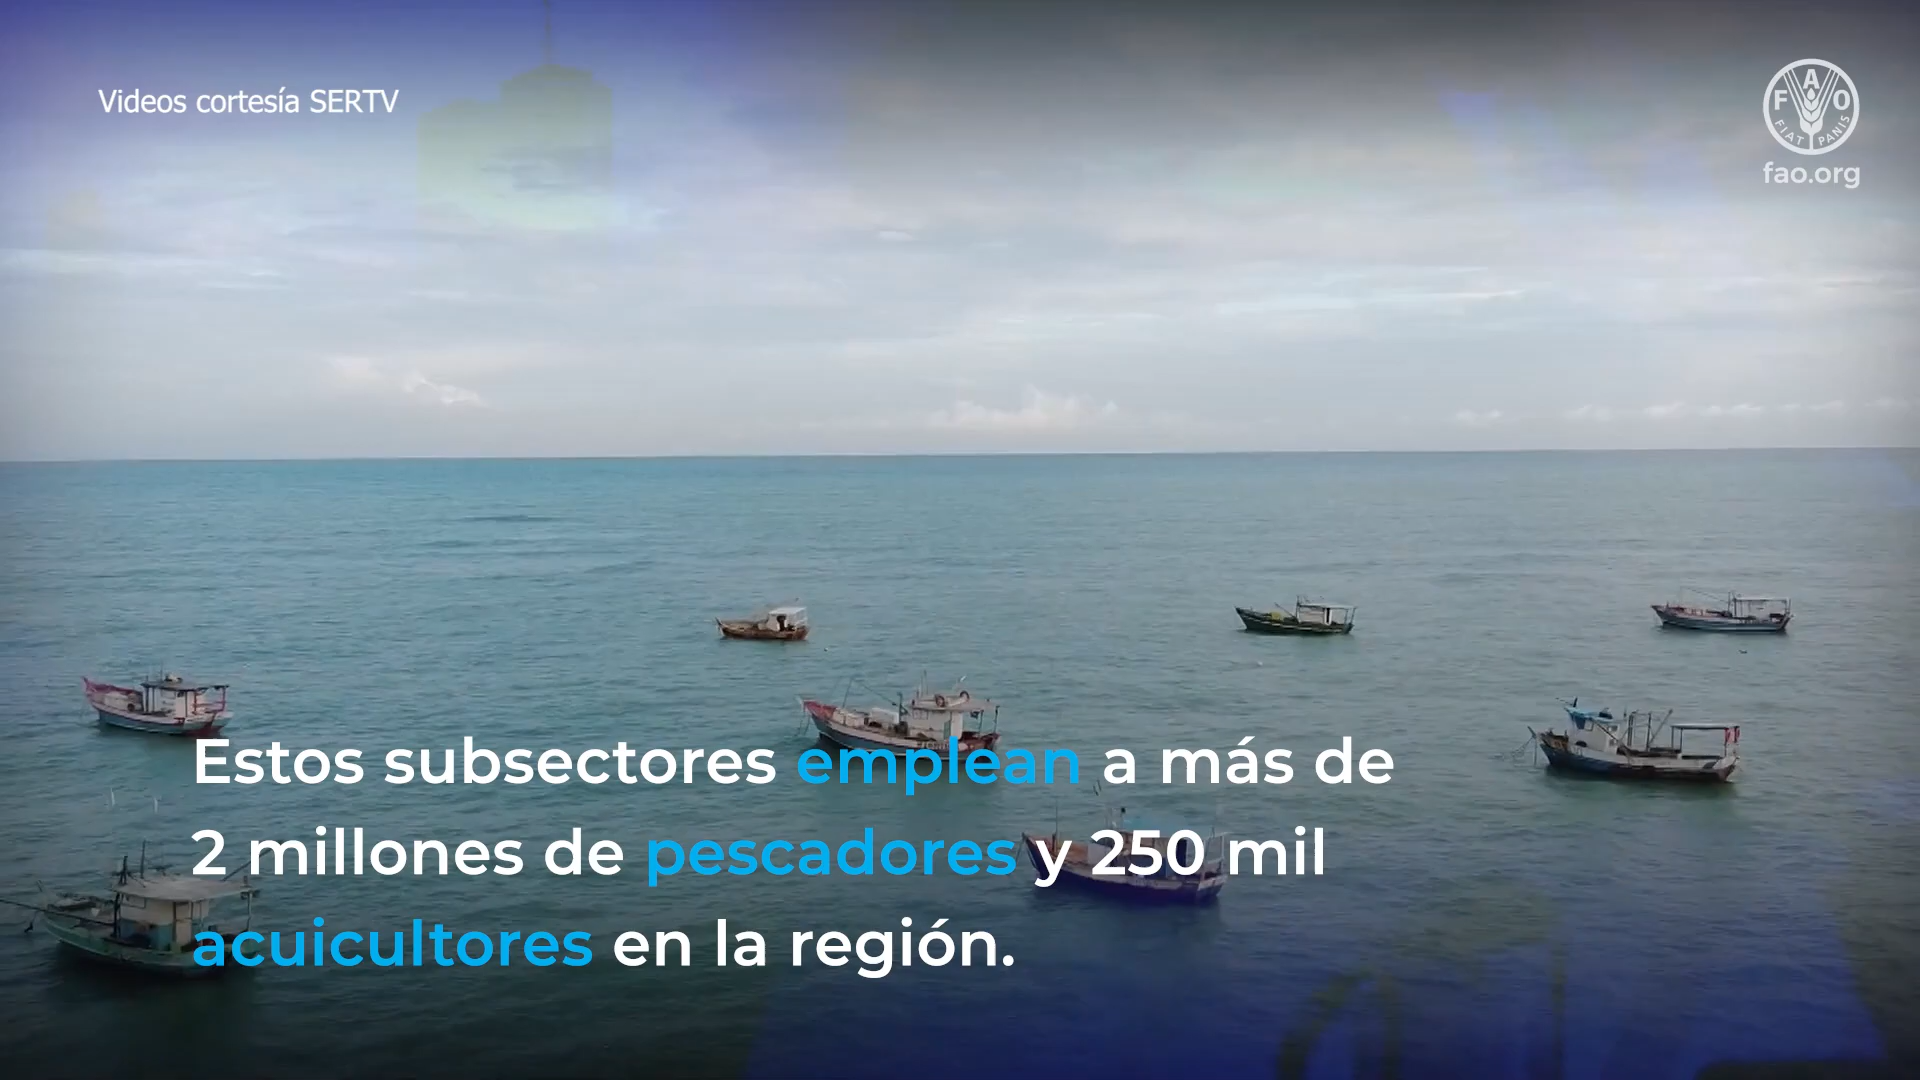 Videos cortesía SERTV
F A O
FIAT PANIS
fao.org
Estos subsectores emplean a más de
2 millones de pescadores y 250 mil
acuicultores en la región.